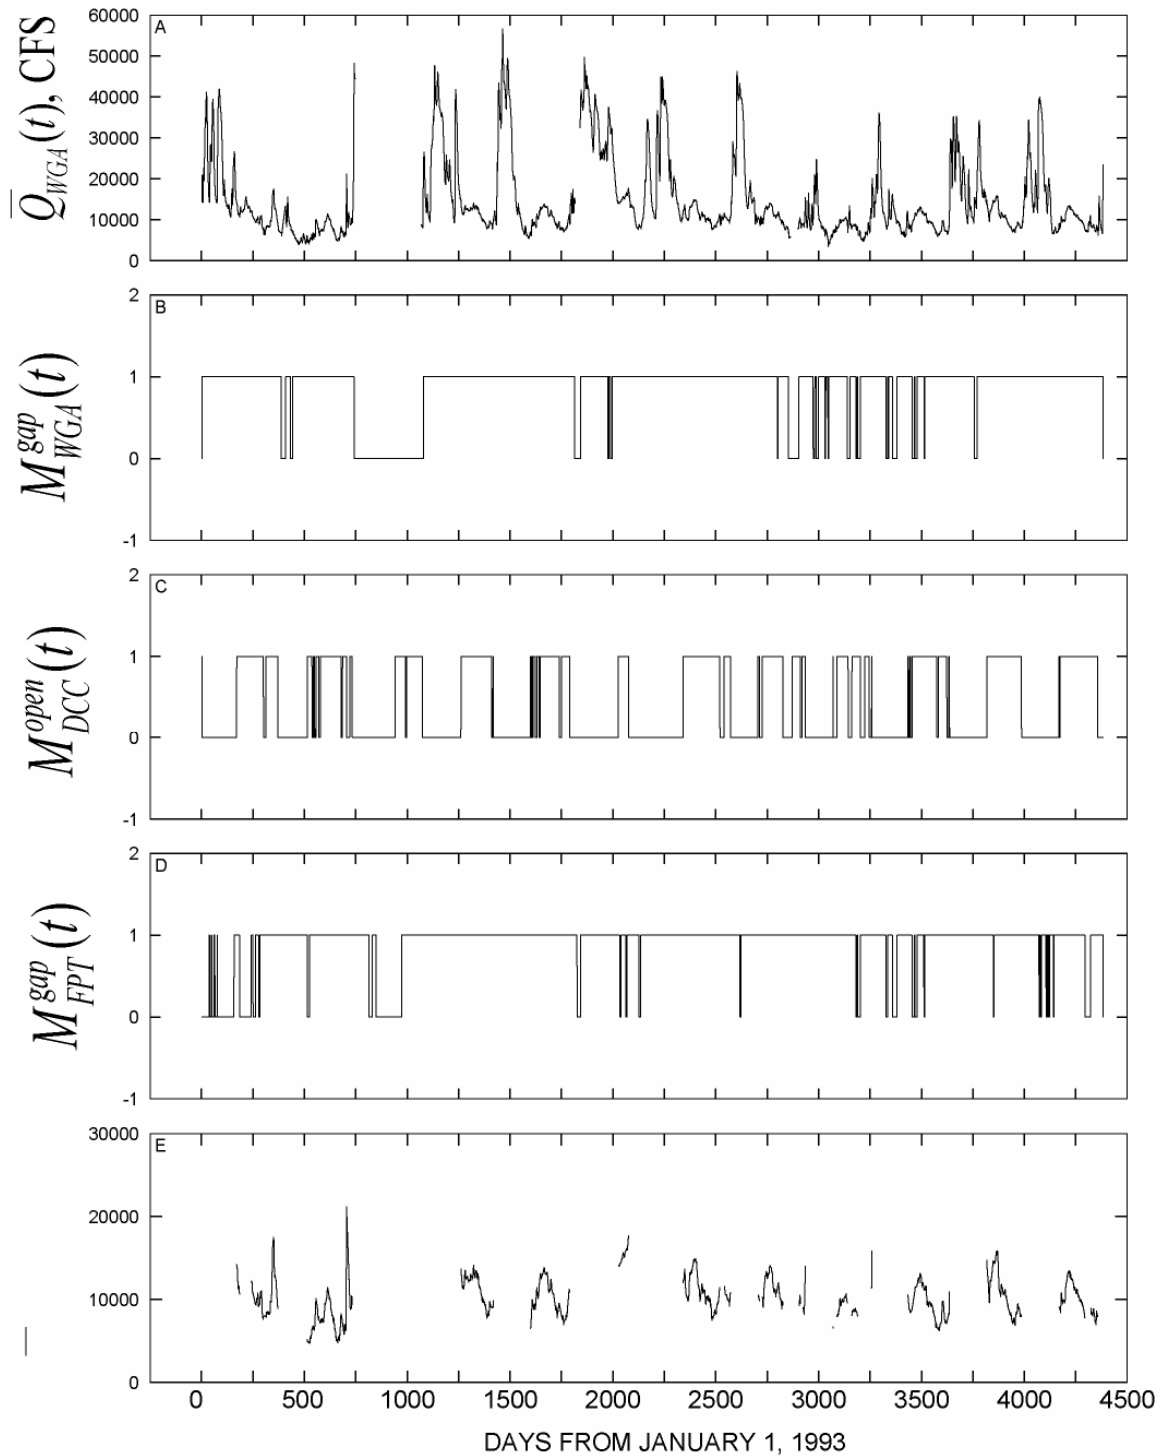 Q̅_WGA(t), CFS
A
60000
50000
40000
30000
20000
10000
0
M^gap_WGA(t)
B
2
1
0
-1
M^open_DCC(t)
C
2
1
0
-1
M^gap_FPT(t)
D
2
1
0
-1
E
30000
20000
10000
0
0 500 1000 1500 2000 2500 3000 3500 4000 4500
DAYS FROM JANUARY 1, 1993